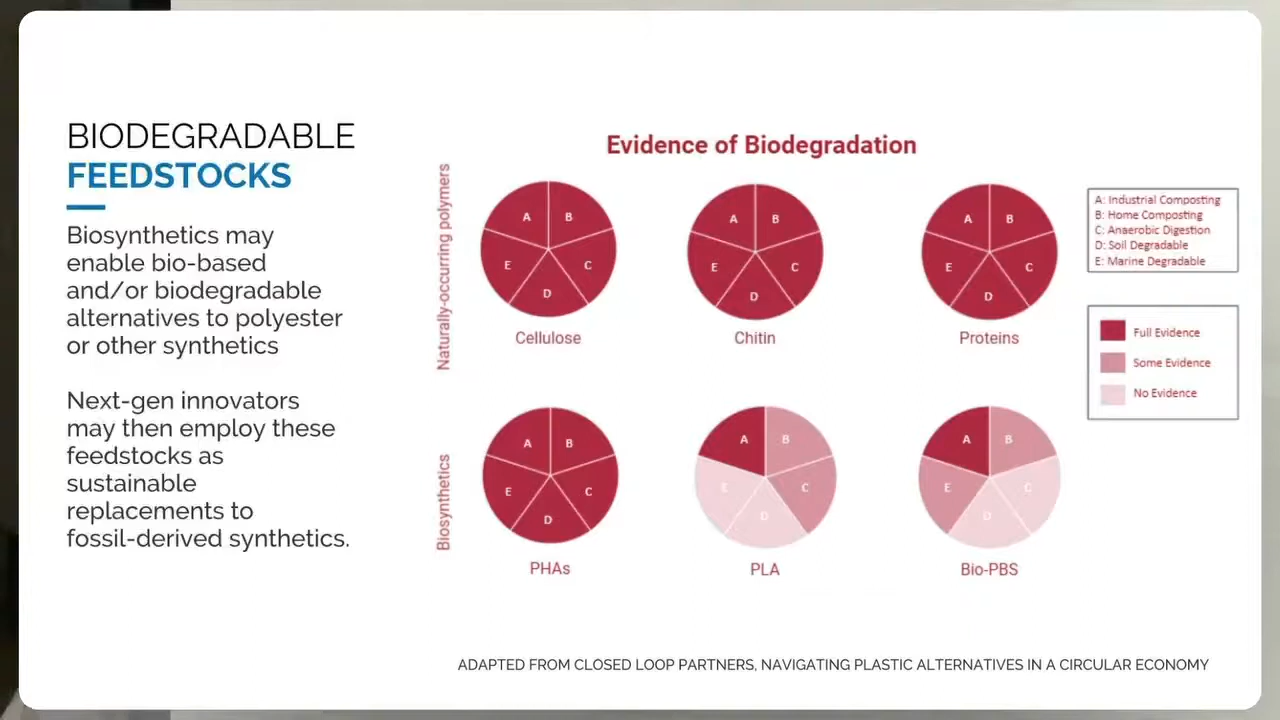 BIODEGRADABLE
FEEDSTOCKS
Biosynthetics may
enable bio-based
and/or biodegradable
alternatives to polyester
or other synthetics
Next-gen innovators
may then employ these
feedstocks as
sustainable
replacements to
fossil-derived synthetics.
Evidence of Biodegradation
Naturally-occurring polymers
A B C D E
Cellulose
A B C D E
Chitin
A B C D E
Proteins
Biosynthetics
A B C D E
PHAs
A B C D E
PLA
A B C D E
Bio-PBS
A: Industrial Composting
B: Home Composting
C: Anaerobic Digestion
D: Soil Degradable
E: Marine Degradable
Full Evidence
Some Evidence
No Evidence
ADAPTED FROM CLOSED LOOP PARTNERS, NAVIGATING PLASTIC ALTERNATIVES IN A CIRCULAR ECONOMY